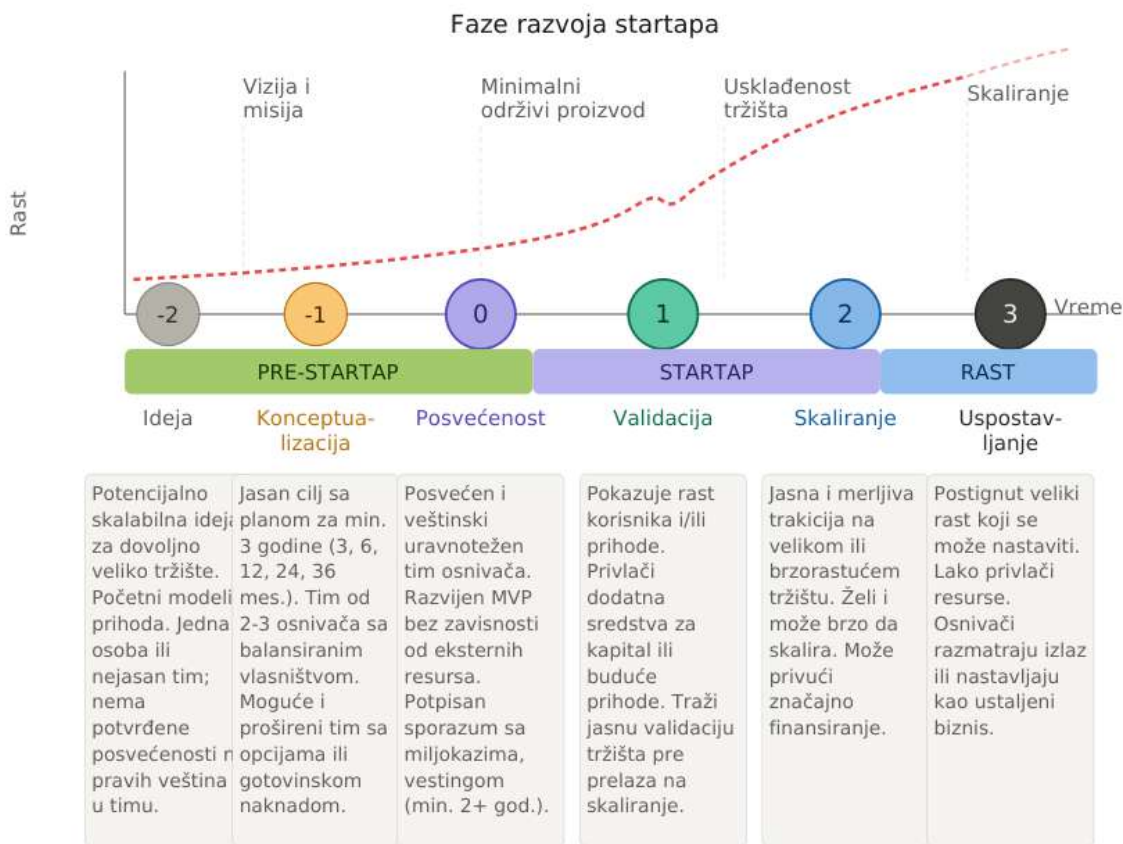 Faze razvoja startapa
Vizija i
misija
Minimalni
održivi proizvod
Usklađenost
tržišta
Skaliranje
Rast
-2
-1
0
1
2
3
Vreme
PRE-STARTAP
STARTAP
RAST
Ideja
Konceptua-
lizacija
Posvećenost
Validacija
Skaliranje
Uspostav-
ljanje
Potencijalno
skalabilna ideja
za dovoljno
veliko tržište.
Početni modeli
prihoda. Jedna
osoba ili
nejasan tim;
nema
potvrđene
posvećenosti n
pravih veština
u timu.
Jasan cilj sa
planom za min.
3 godine (3, 6,
12, 24, 36
mes.). Tim od
2-3 osnivača sa
balansiranim
vlasništvom.
Moguće i
prošireni tim sa
opcijama ili
gotovinskom
naknadom.
Posvećen i
veštinski
uravnotežen
tim osnivača.
Razvijen MVP
bez zavisnosti
od eksternih
resursa.
Potpisan
sporazum sa
miljokazima,
vestingom
(min. 2+ god.).
Pokazuje rast
korisnika i/ili
prihode.
Privlači
dodatna
sredstva za
kapital ili
buduće
prihode. Traži
jasnu validaciju
tržišta pre
prelaza na
skaliranje.
Jasna i merljiva
trakicija na
velikom ili
brzorastućem
tržištu. Želi i
može brzo da
skalira. Može
privući
značajno
finansiranje.
Postignut veliki
rast koji se
može nastaviti.
Lako privlači
resurse.
Osnivači
razmatraju izlaz
ili nastavljaju
kao ustaljeni
biznis.